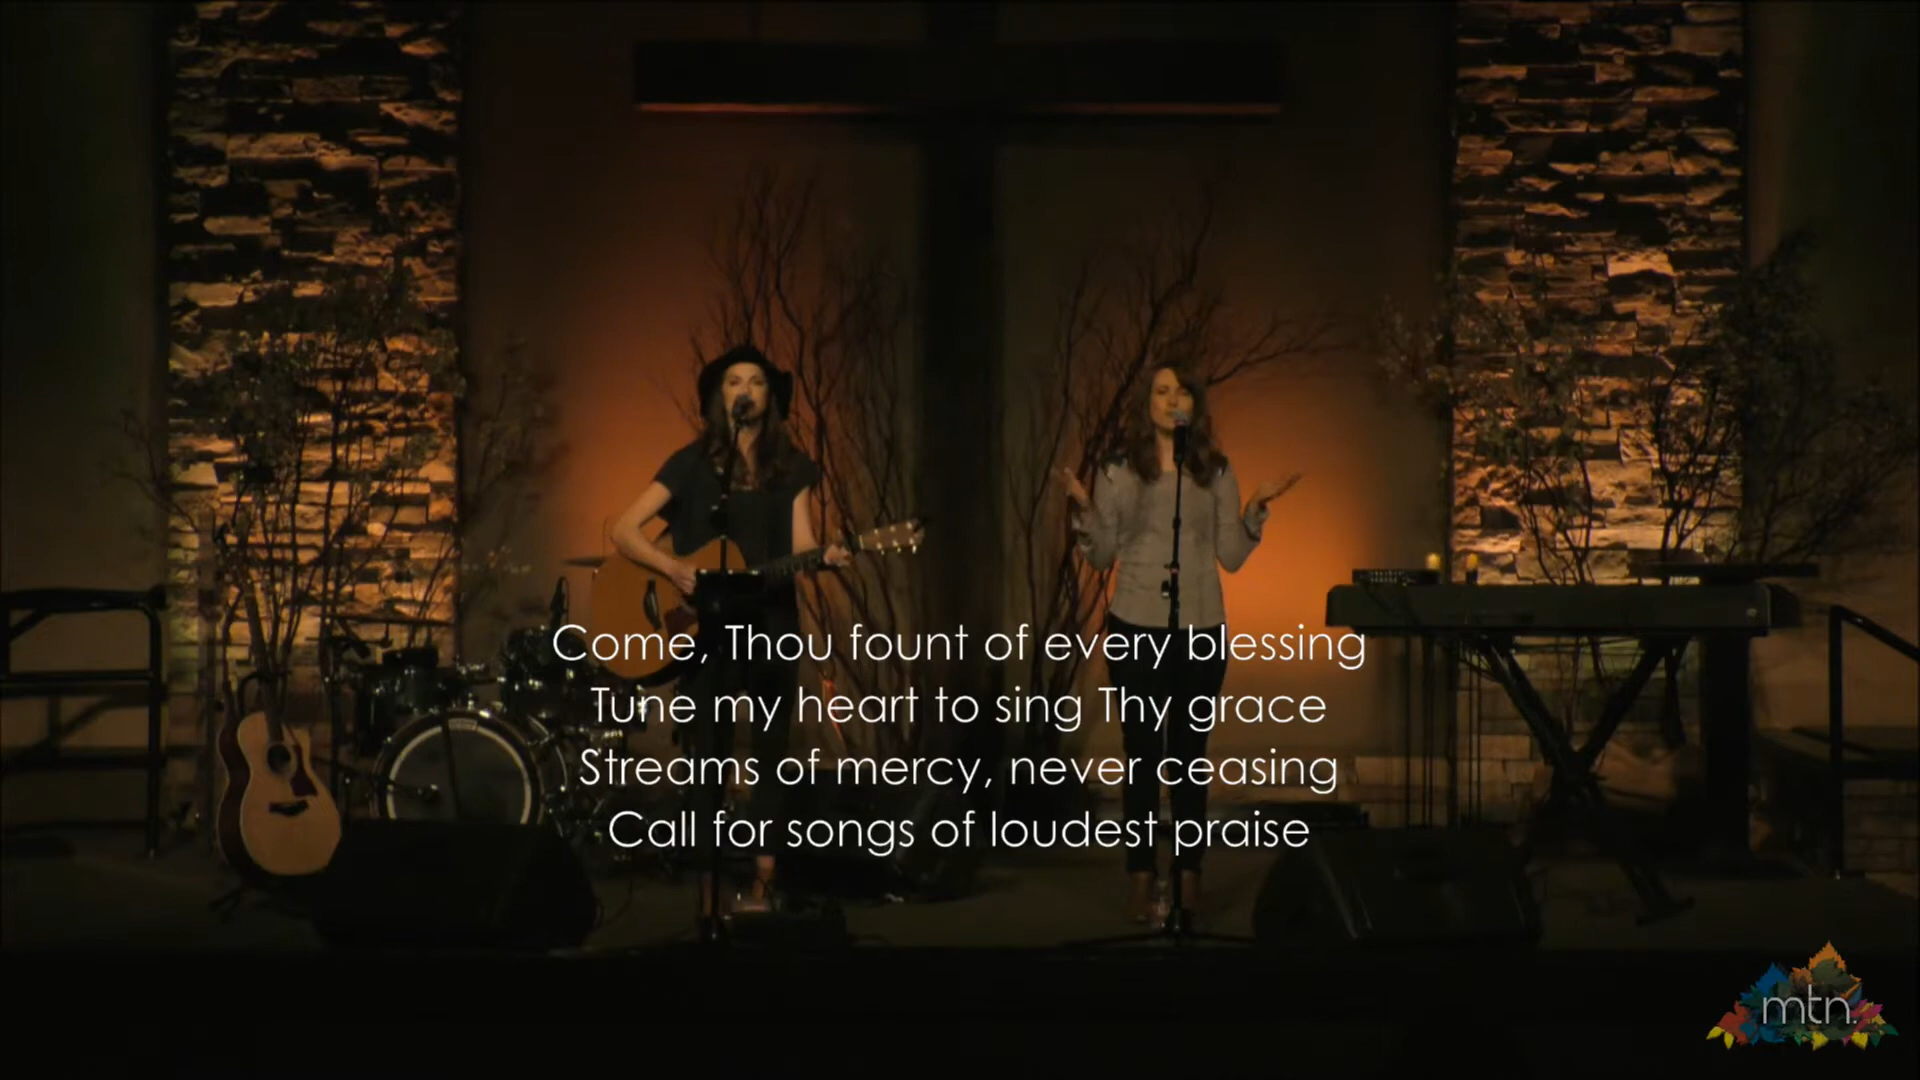 Come, Thou fount of every blessing
Tune my heart to sing Thy grace
Streams of mercy, never ceasing
Call for songs of loudest praise
mtn.